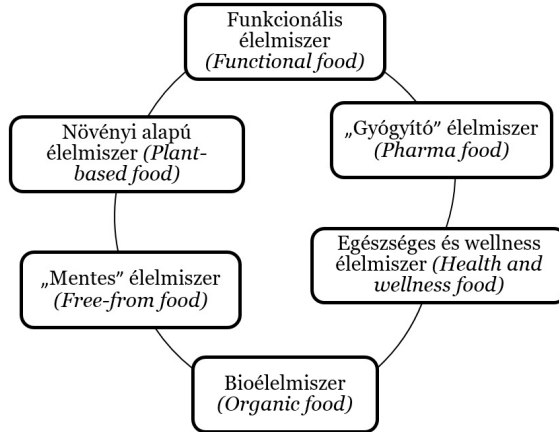 Funkcionális
élelmiszer
(Functional food)
„Gyógyító” élelmiszer
(Pharma food)
Egészséges és wellness
élelmiszer (Health and
wellness food)
Bioélelmiszer
(Organic food)
„Mentes” élelmiszer
(Free-from food)
Növényi alapú
élelmiszer (Plant-
based food)